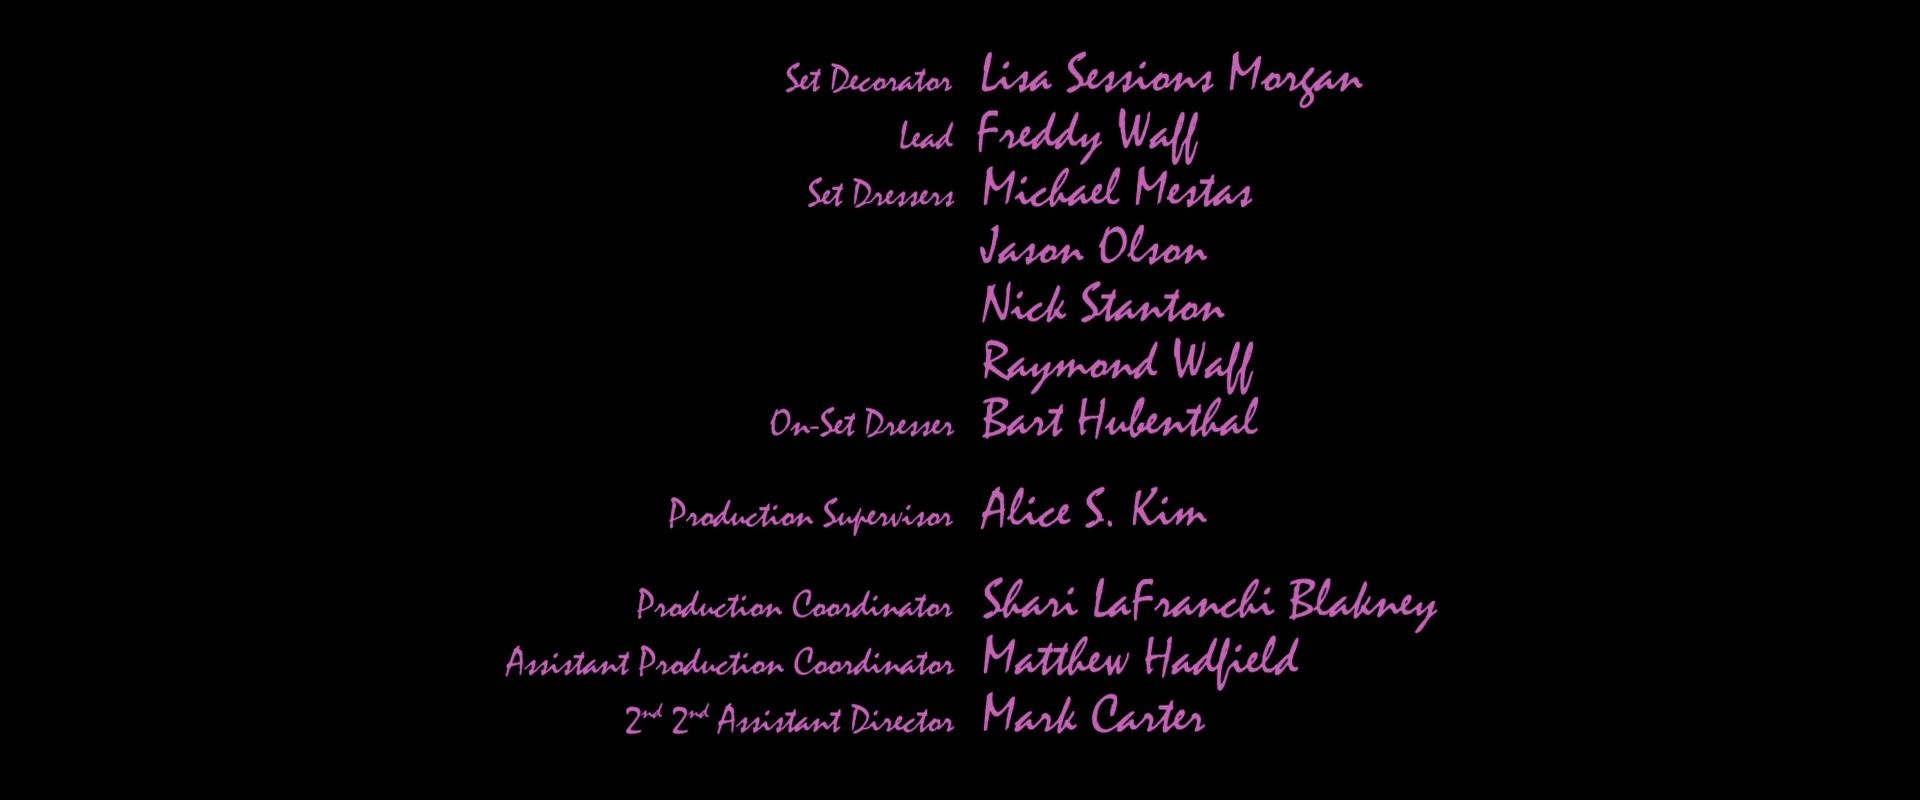 Set Decorator Lisa Sessions Morgan
Lead Freddy Waff
Set Dressers Michael Mestas
Jason Olson
Nick Stanton
Raymond Waff
On-Set Dresser Bart Hubenthal
Production Supervisor Alice S. Kim
Production Coordinator Shari LaFranchi Blakney
Assistant Production Coordinator Matthew Hadfield
2nd 2nd Assistant Director Mark Carter